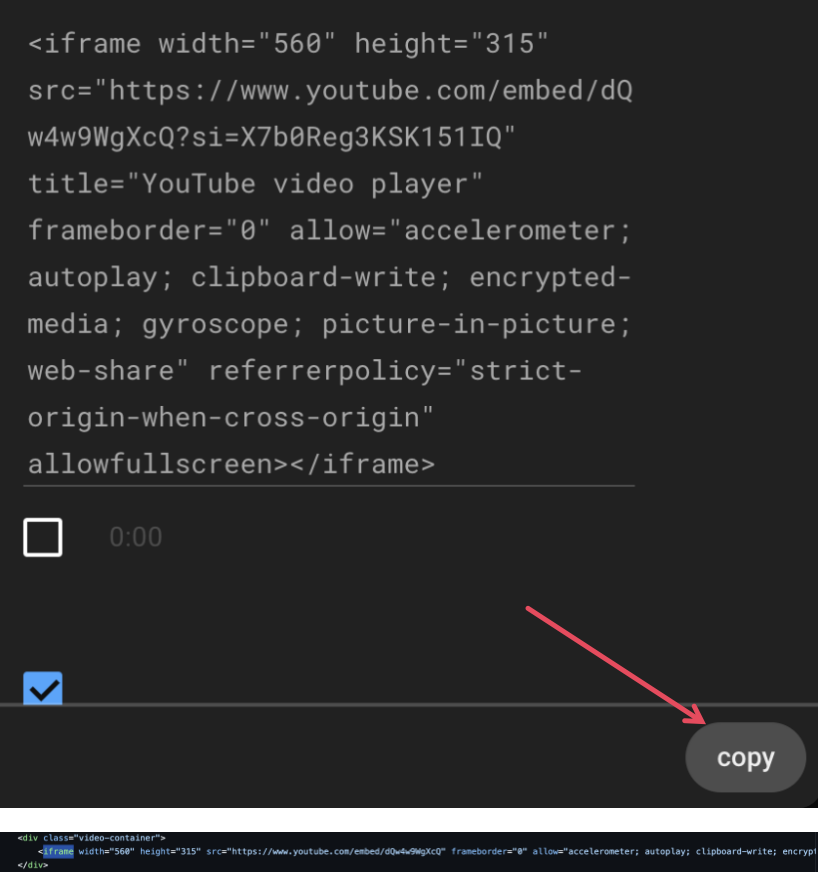 <iframe width="560" height="315"
src="https://www.youtube.com/embed/dQ
w4w9WgXcQ?si=X7b0Reg3KSK151IQ"
title="YouTube video player"
frameborder="0" allow="accelerometer;
autoplay; clipboard-write; encrypted-
media; gyroscope; picture-in-picture;
web-share" referrerpolicy="strict-
origin-when-cross-origin"
allowfullscreen></iframe>
0:00
copy
<div class="video-container">
<iframe width="560" height="315" src="https://www.youtube.com/embed/dQw4w9WgXcQ" frameborder="0" allow="accelerometer; autoplay; clipboard-write; encrypt
</div>